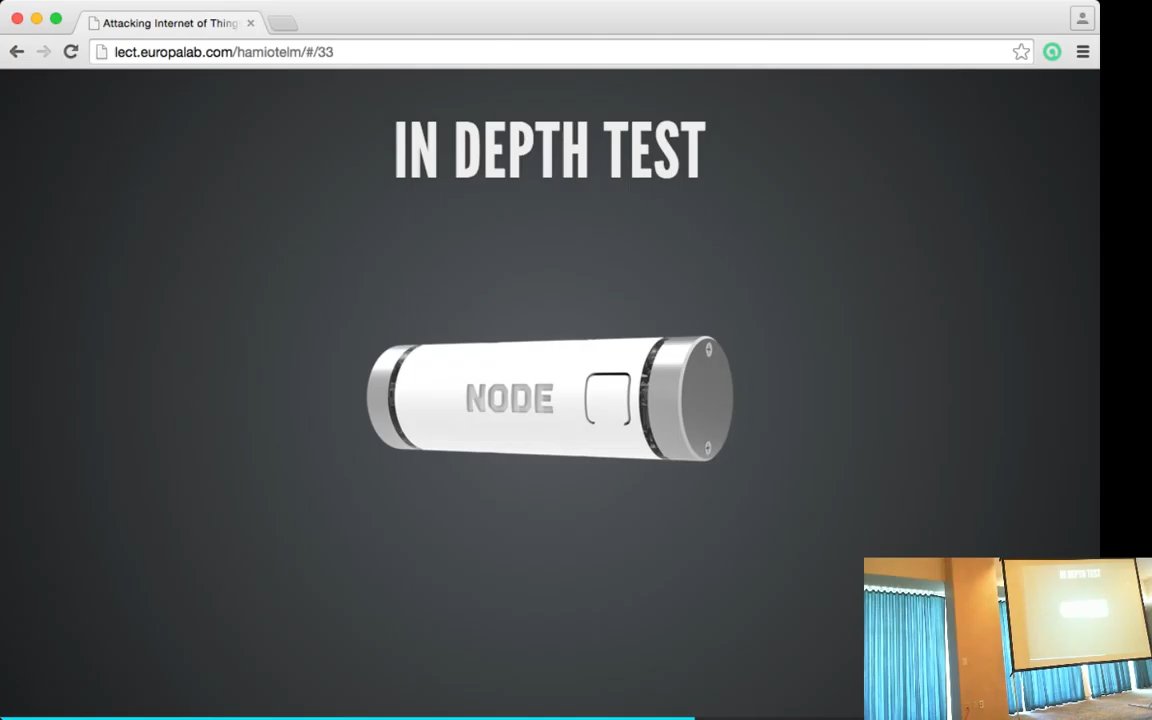 Attacking Internet of Thing
lect.europalab.com/hamiotelm/#/33
IN DEPTH TEST
NODE
IN DEPTH TEST